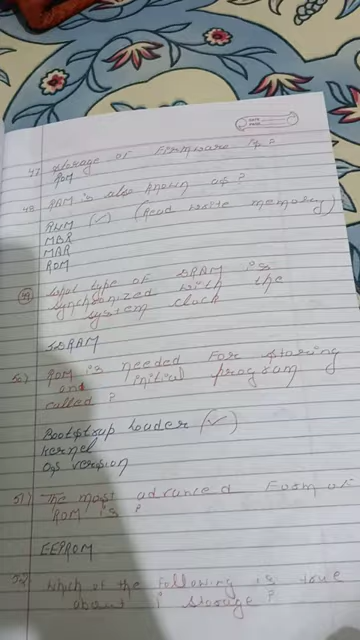 DATE
PAGE
47) Storage of Firmware is ?
ROM
48) RAM is also known as ?
RWM (✓) (Read write memory)
MBR
MAR
ROM
49) What type of DRAM is
synchronized with the
system clock
SDRAM
50) ROM is needed For storing
an initial program
called ?
Bootstrap Loader (✓)
Kernel
O.S version
51) The most advanced Form of
ROM is ?
EEPROM
52) Which of the following is true
about storage ?